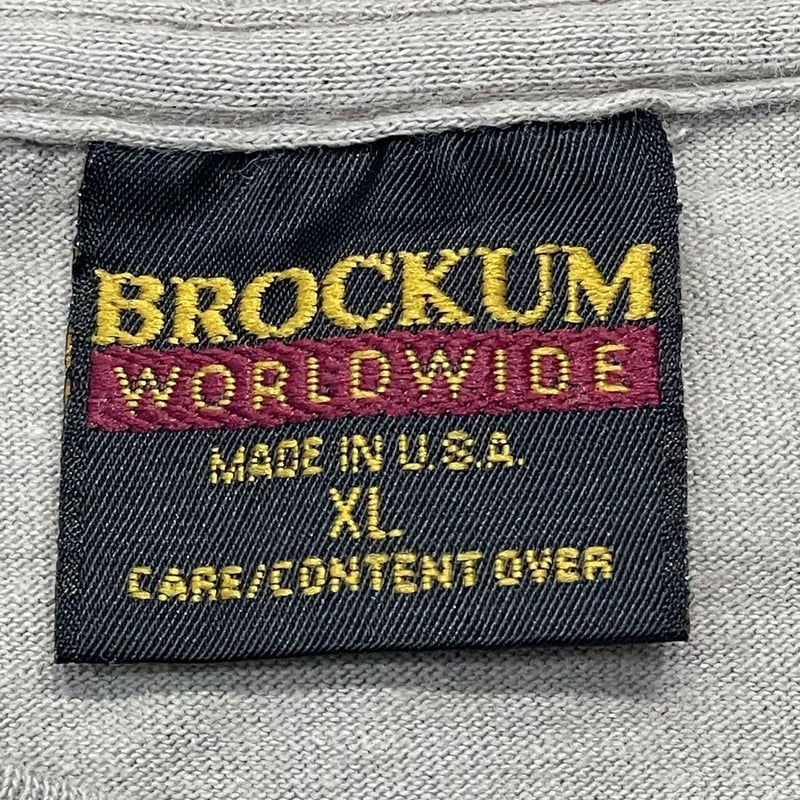 BROCKUM
WORLDWIDE
MADE IN U.S.A.
XL
CARE/CONTENT OVER